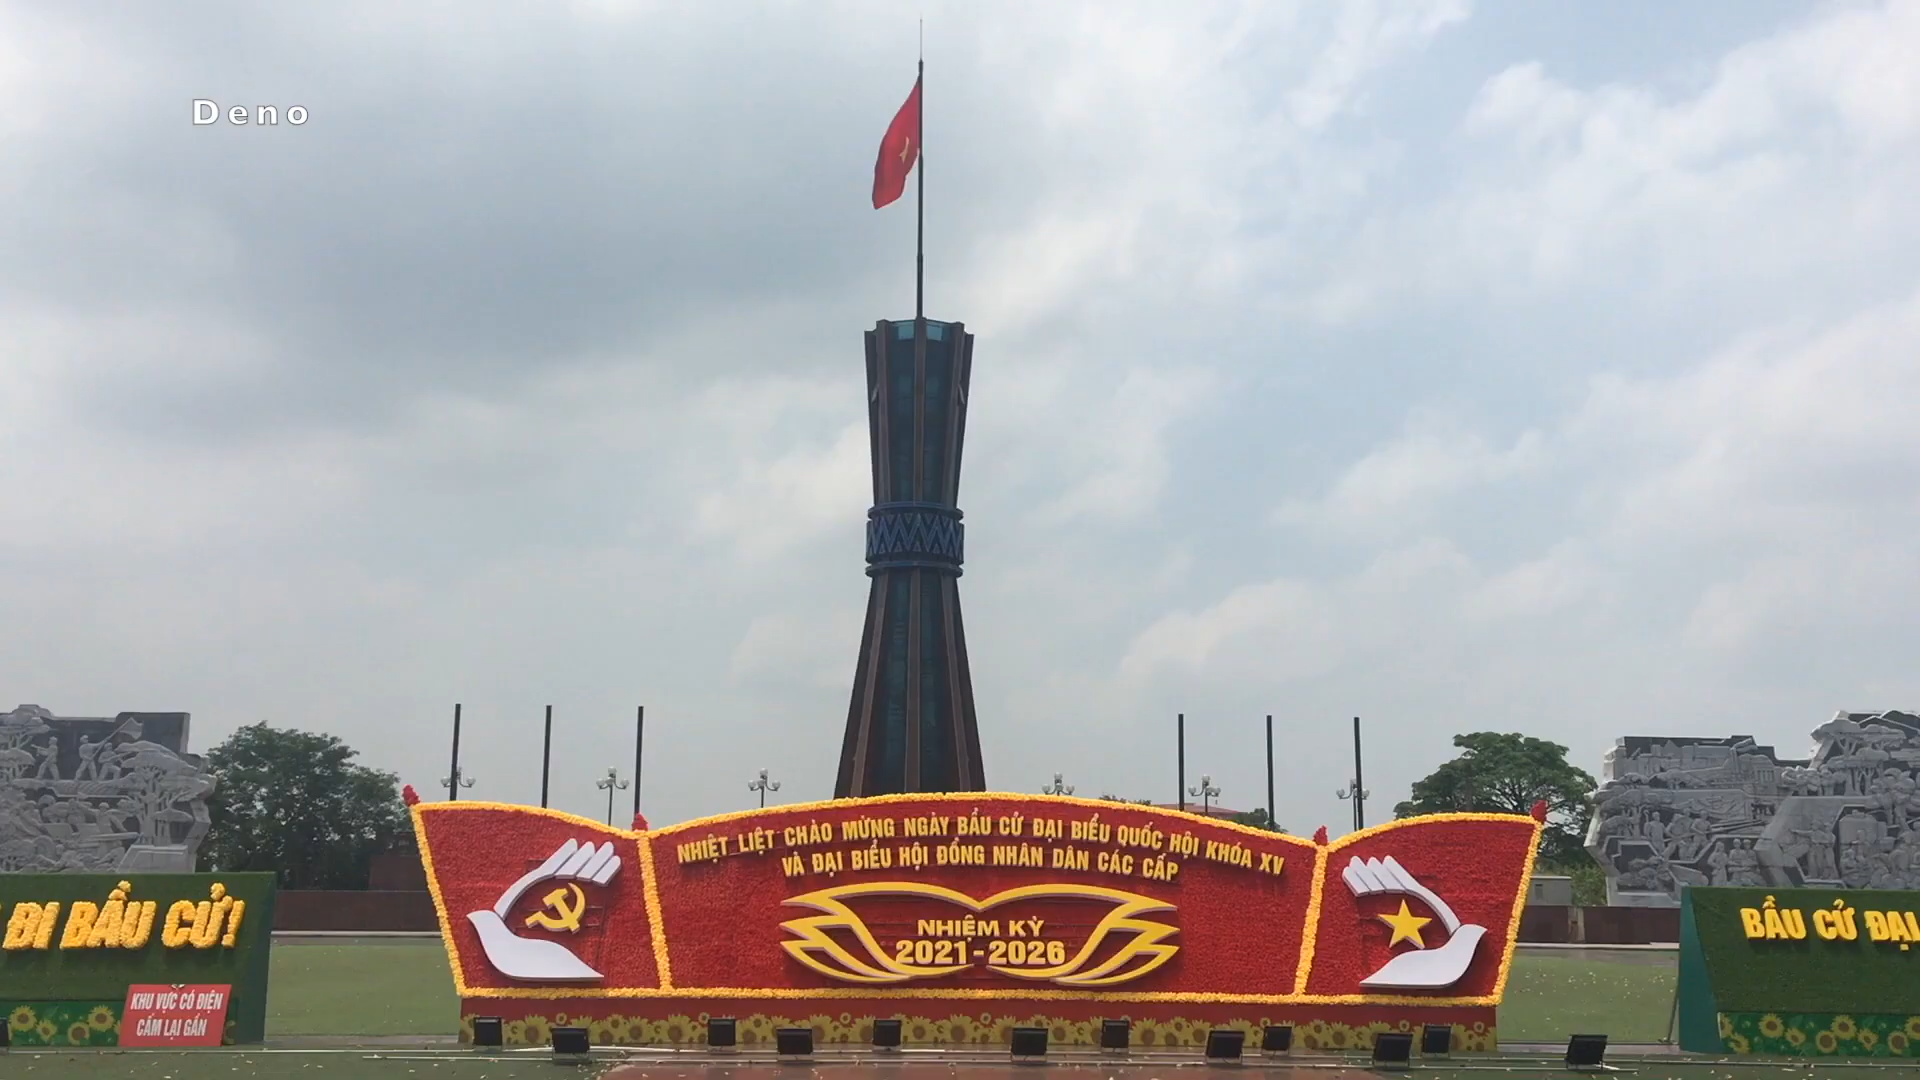 Deno
NHIỆT LIỆT CHÀO MỪNG NGÀY BẦU CỬ ĐẠI BIỂU QUỐC HỘI KHÓA XV
VÀ ĐẠI BIỂU HỘI ĐỒNG NHÂN DÂN CÁC CẤP
NHIỆM KỲ
2021-2026
ĐI BẦU CỬ!
KHU VỰC CÓ ĐIỆN
CẤM LẠI GẦN
BẦU CỬ ĐẠI